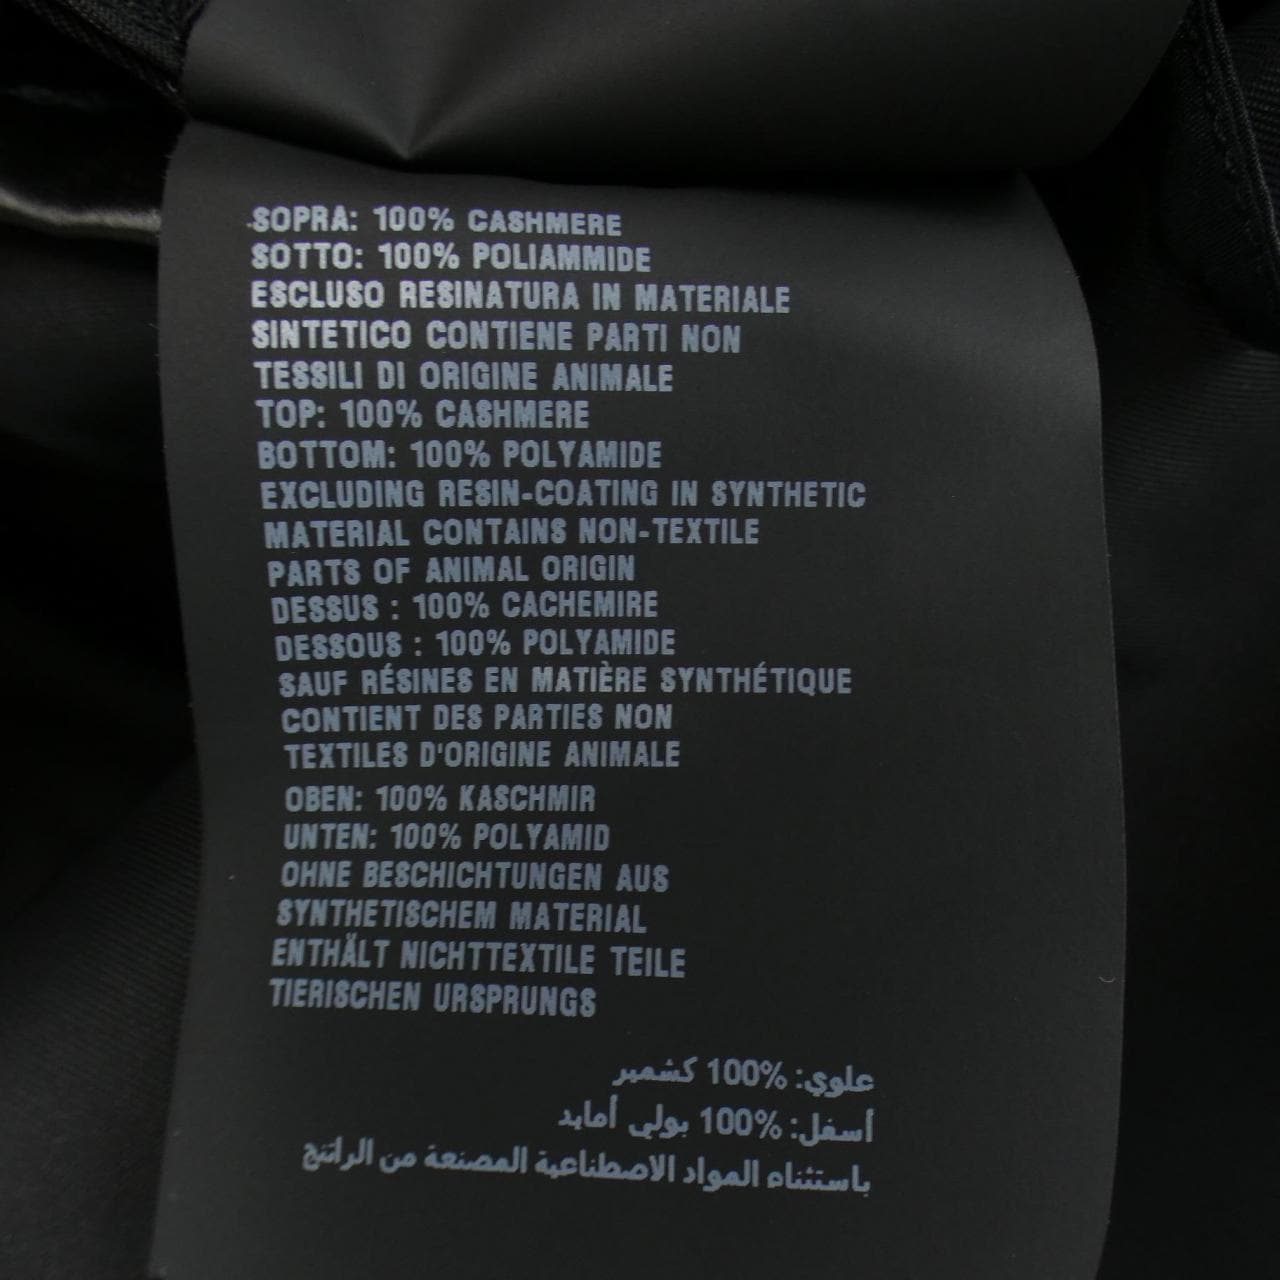 SOPRA: 100% CASHMERE
SOTTO: 100% POLIAMMIDE
ESCLUSO RESINATURA IN MATERIALE
SINTETICO CONTIENE PARTI NON
TESSILI DI ORIGINE ANIMALE
TOP: 100% CASHMERE
BOTTOM: 100% POLYAMIDE
EXCLUDING RESIN-COATING IN SYNTHETIC
MATERIAL CONTAINS NON-TEXTILE
PARTS OF ANIMAL ORIGIN
DESSUS : 100% CACHEMIRE
DESSOUS : 100% POLYAMIDE
SAUF RÉSINES EN MATIÈRE SYNTHÉTIQUE
CONTIENT DES PARTIES NON
TEXTILES D'ORIGINE ANIMALE
OBEN: 100% KASCHMIR
UNTEN: 100% POLYAMID
OHNE BESCHICHTUNGEN AUS
SYNTHETISCHEM MATERIAL
ENTHÄLT NICHTTEXTILE TEILE
TIERISCHEN URSPRUNGS
علوي: 100% كشمير
أسفل: 100% بولي أمايد
باستثناء المواد الاصطناعية المصنعة من الراتنج